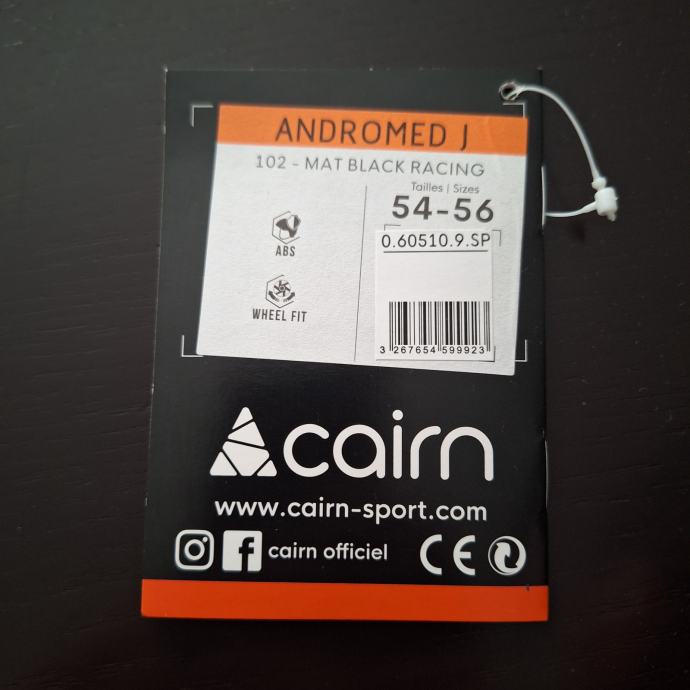 ANDROMED J
102 - MAT BLACK RACING
Tailles | Sizes
54-56
0.60510.9.SP
ABS
WHEEL FIT
3 267654 599923
cairn
www.cairn-sport.com
cairn officiel
CE